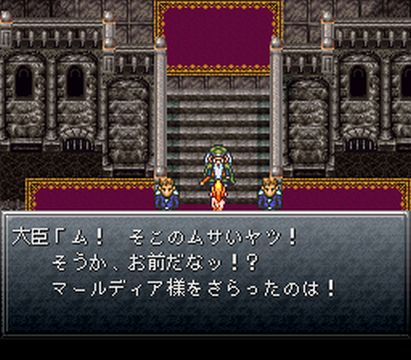 大臣「ム！　そこのムサいヤツ！
そうか、お前だなッ！？
マールディア様をさらったのは！